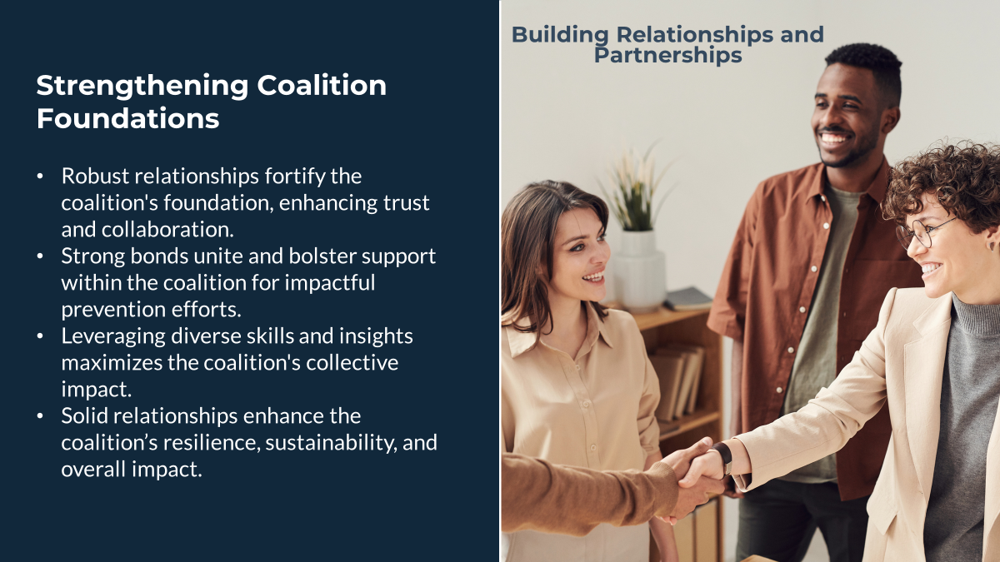 Building Relationships and
Partnerships
Strengthening Coalition
Foundations
• Robust relationships fortify the
coalition's foundation, enhancing trust
and collaboration.
• Strong bonds unite and bolster support
within the coalition for impactful
prevention efforts.
• Leveraging diverse skills and insights
maximizes the coalition's collective
impact.
• Solid relationships enhance the
coalition’s resilience, sustainability, and
overall impact.